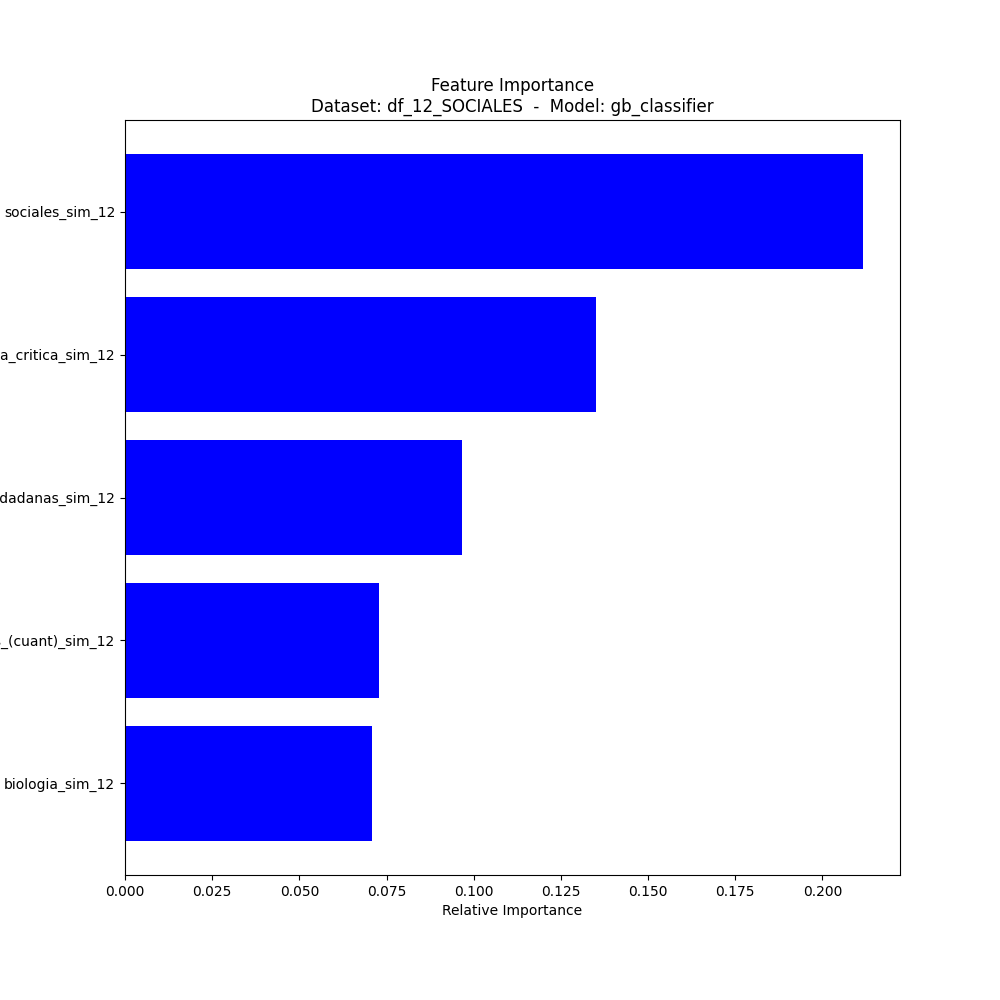 Feature Importance
Dataset: df_12_SOCIALES - Model: gb_classifier
sociales_sim_12
a_critica_sim_12
dadanas_sim_12
_(cuant)_sim_12
biologia_sim_12
0.000 0.025 0.050 0.075 0.100 0.125 0.150 0.175 0.200
Relative Importance